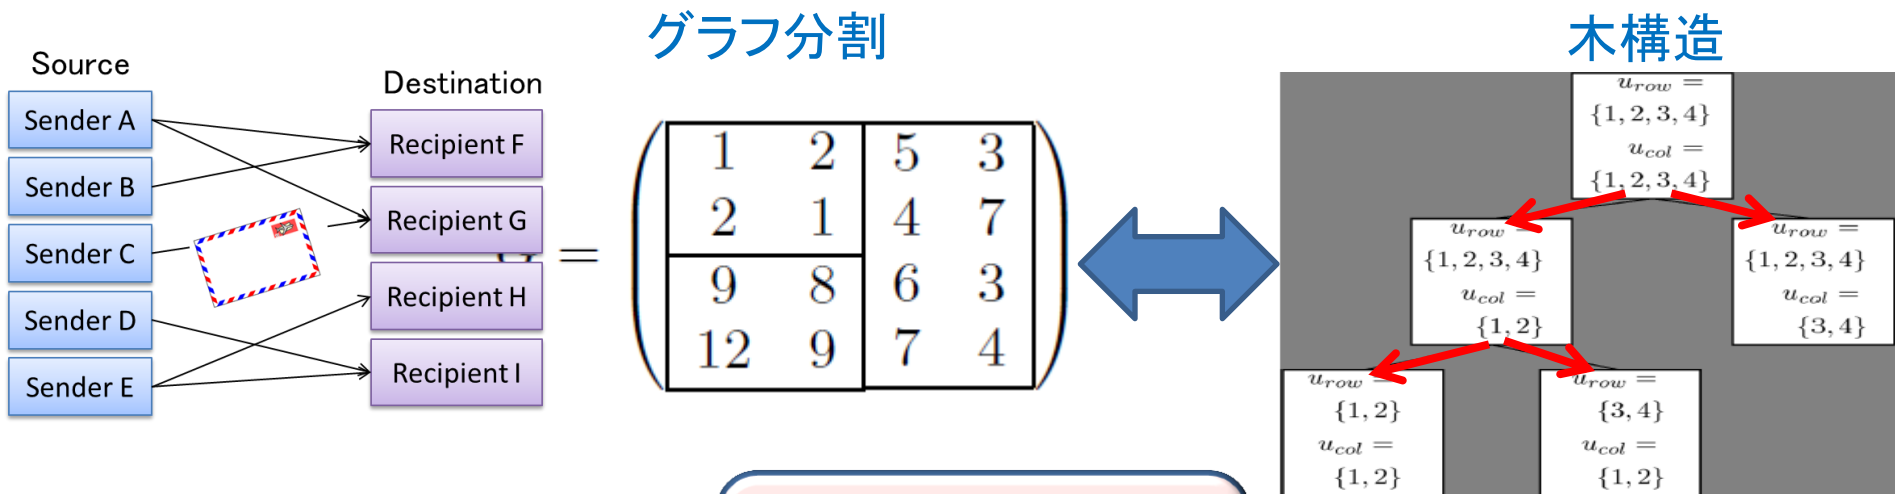 グラフ分割
木構造
Source
Destination
Sender A
Sender B
Sender C
Sender D
Sender E
Recipient F
Recipient G
Recipient H
Recipient I
=
1 2 5 3
2 1 4 7
9 8 6 3
12 9 7 4
u_row =
{1, 2, 3, 4}
u_col =
{1, 2, 3, 4}
u_row =
{1, 2, 3, 4}
u_col =
{1, 2}
u_row =
{1, 2, 3, 4}
u_col =
{3, 4}
u_row =
{1, 2}
u_col =
{1, 2}
u_row =
{3, 4}
u_col =
{1, 2}